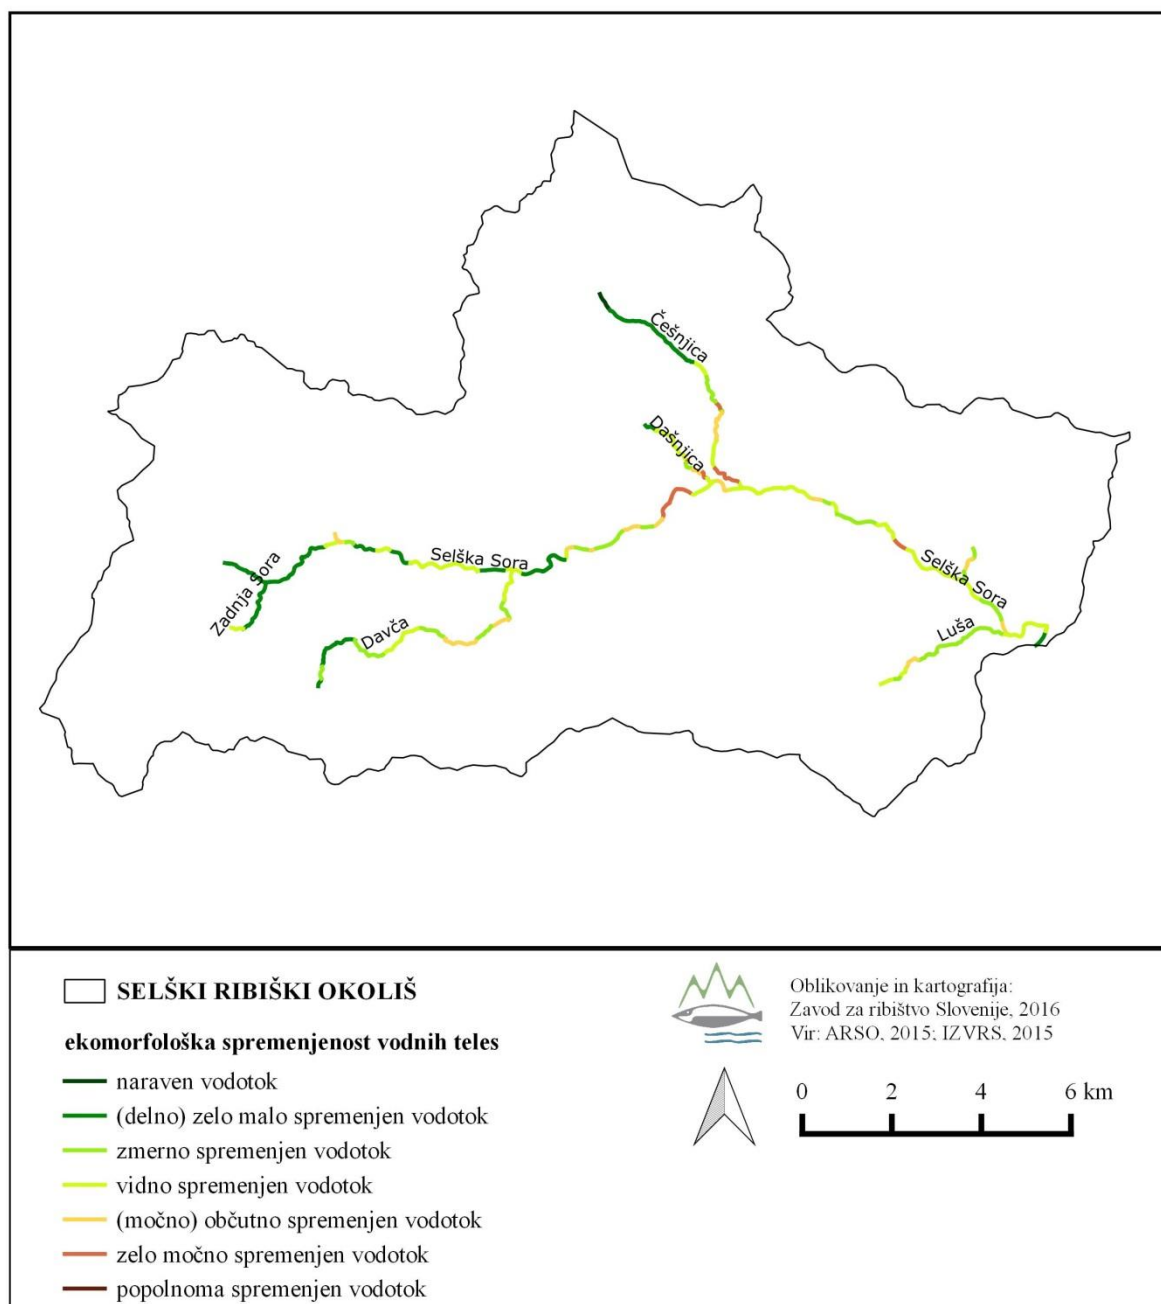 Češnjica
Dašnjica
Selška Sora
Zadnja Sora
Davča
Selška Sora
Luša
SELŠKI RIBIŠKI OKOLIŠ
ekomorfološka spremenjenost vodnih teles
naraven vodotok
(delno) zelo malo spremenjen vodotok
zmerno spremenjen vodotok
vidno spremenjen vodotok
(močno) občutno spremenjen vodotok
zelo močno spremenjen vodotok
popolnoma spremenjen vodotok
Oblikovanje in kartografija:
Zavod za ribištvo Slovenije, 2016
Vir: ARSO, 2015; IZVRS, 2015
0 2 4 6 km